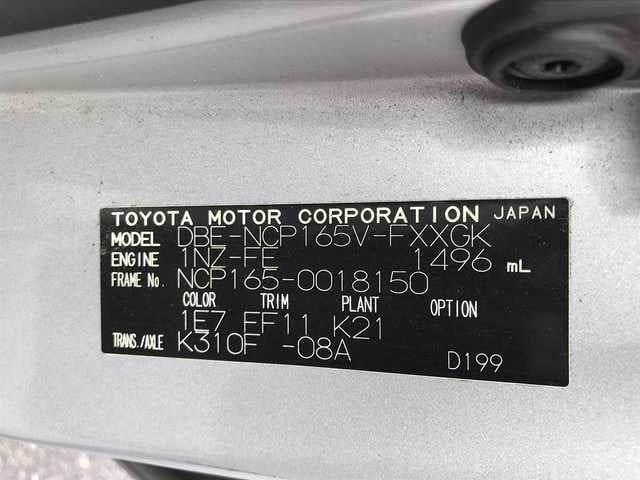 TOYOTA MOTOR CORPORATION JAPAN
MODEL DBE-NCP165V-FXXGK
ENGINE 1NZ-FE 1496 mL
FRAME No. NCP165-0018150
COLOR TRIM PLANT OPTION
1E7 FF11 K21
TRANS./AXLE K310F -08A
D199